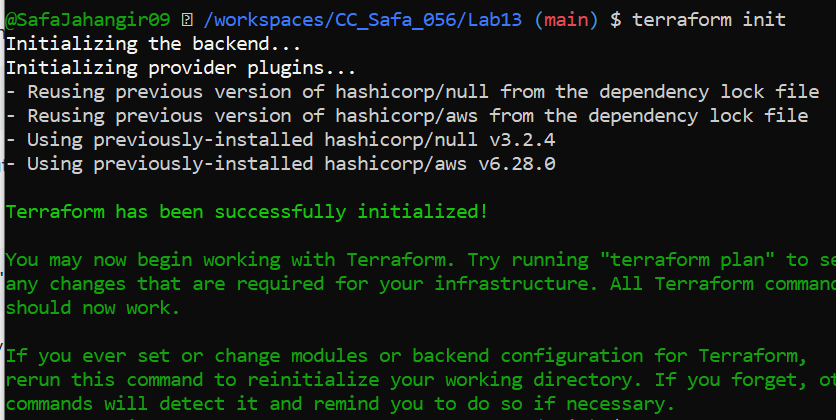 @SafaJahangir09 /workspaces/CC_Safa_056/Lab13 (main) $ terraform init
Initializing the backend...
Initializing provider plugins...
- Reusing previous version of hashicorp/null from the dependency lock file
- Reusing previous version of hashicorp/aws from the dependency lock file
- Using previously-installed hashicorp/null v3.2.4
- Using previously-installed hashicorp/aws v6.28.0
Terraform has been successfully initialized!
You may now begin working with Terraform. Try running "terraform plan" to se
any changes that are required for your infrastructure. All Terraform command
should now work.
If you ever set or change modules or backend configuration for Terraform,
rerun this command to reinitialize your working directory. If you forget, ot
commands will detect it and remind you to do so if necessary.